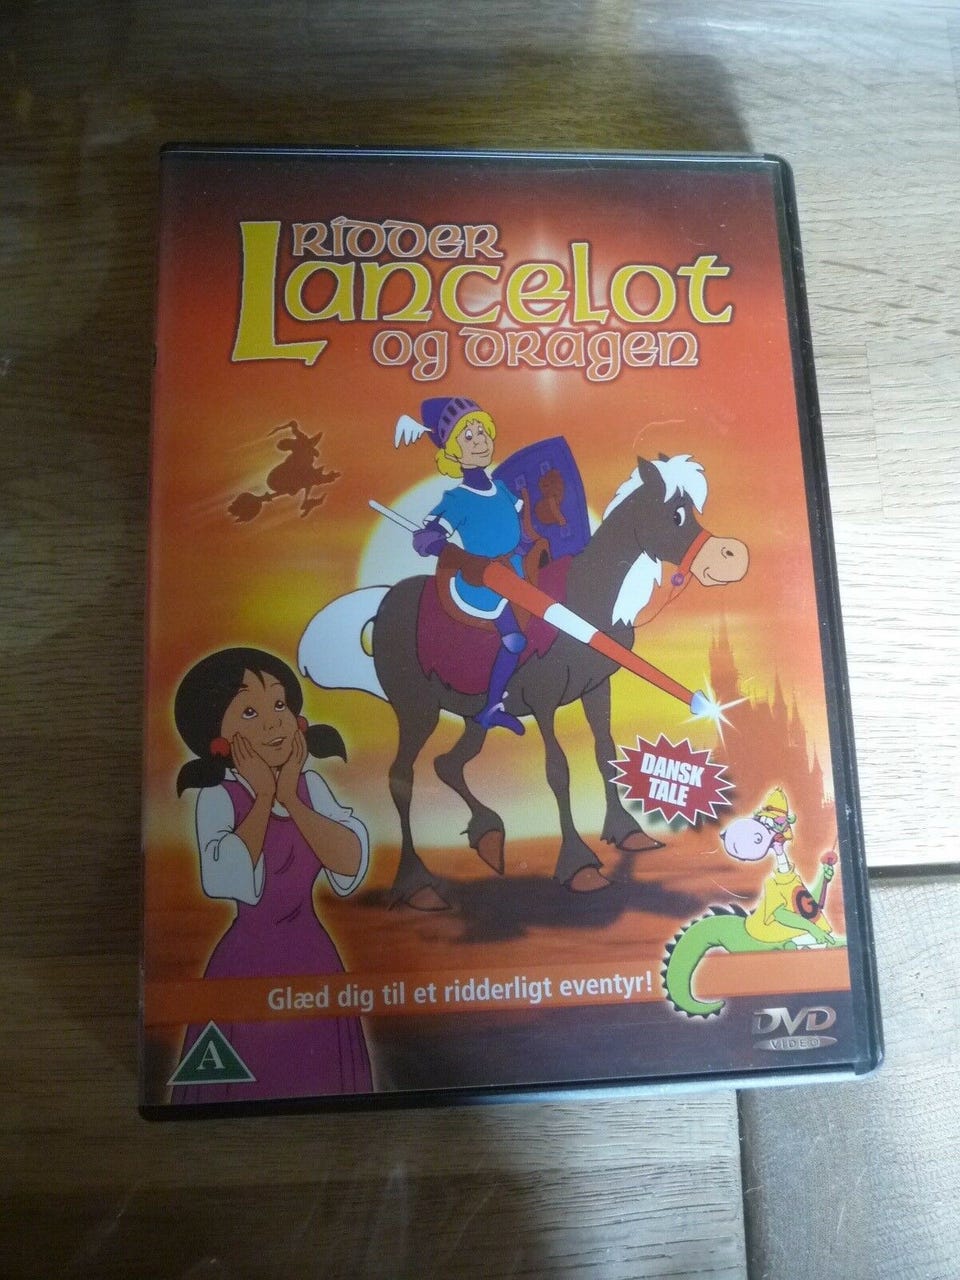 RIDDER
LANCELOT
OG DRAGEN
DANSK
TALE
G
Glæd dig til et ridderligt eventyr!
A
DVD
VIDEO